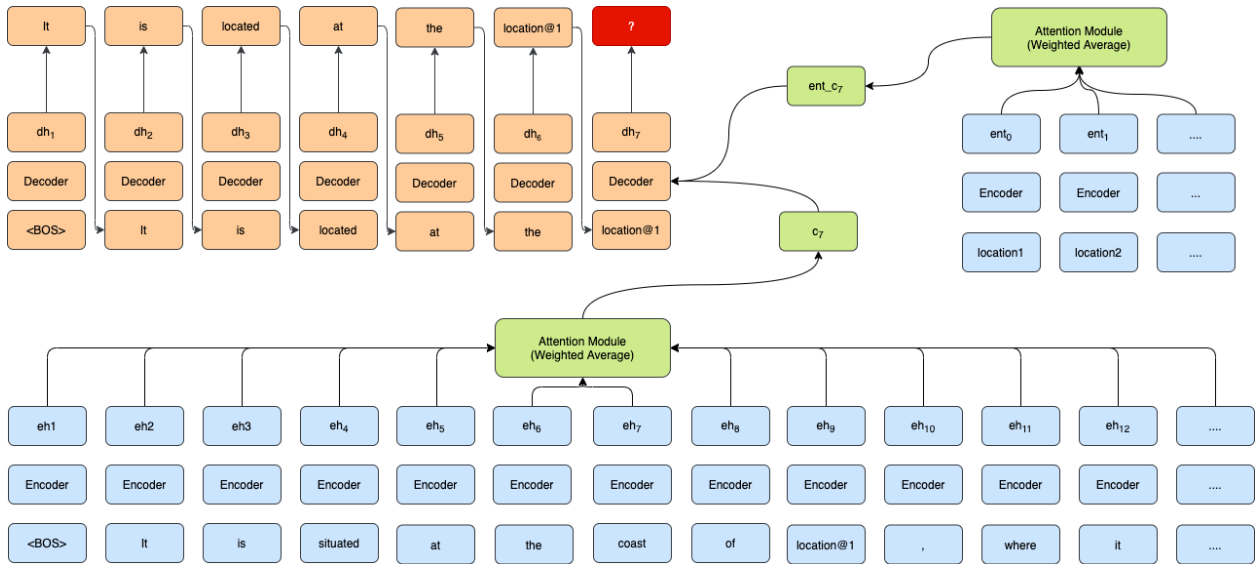 It is located at the location@1 ?
Attention Module
(Weighted Average)
ent_c7
dh1 dh2 dh3 dh4 dh5 dh6 dh7
ent0 ent1 ....
Decoder Decoder Decoder Decoder Decoder Decoder Decoder
Encoder Encoder ...
<BOS> It is located at the location@1
c7
location1 location2 ....
Attention Module
(Weighted Average)
eh1 eh2 eh3 eh4 eh5 eh6 eh7 eh8 eh9 eh10 eh11 eh12 ....
Encoder Encoder Encoder Encoder Encoder Encoder Encoder Encoder Encoder Encoder Encoder Encoder ....
<BOS> It is situated at the coast of location@1 , where it ....